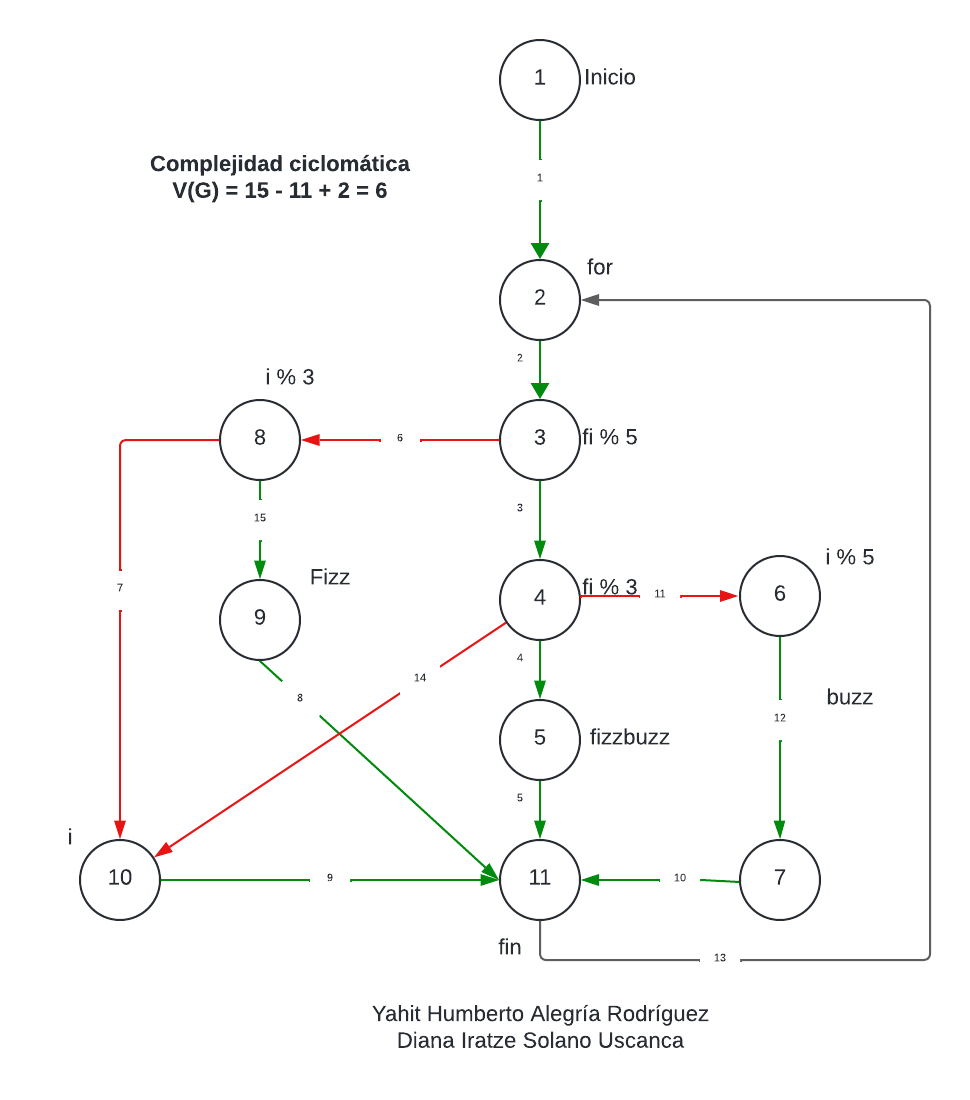 1 Inicio
Complejidad ciclomática
V(G) = 15 - 11 + 2 = 6
1
for
2
2
i % 3
8
6
3 fi % 5
15
3
i % 5
7
Fizz
4 fi % 3
11
6
9
4
14
8
buzz
12
5 fizzbuzz
5
i
10
9
11
10
7
fin
13
Yahit Humberto Alegría Rodríguez
Diana Iratze Solano Uscanca